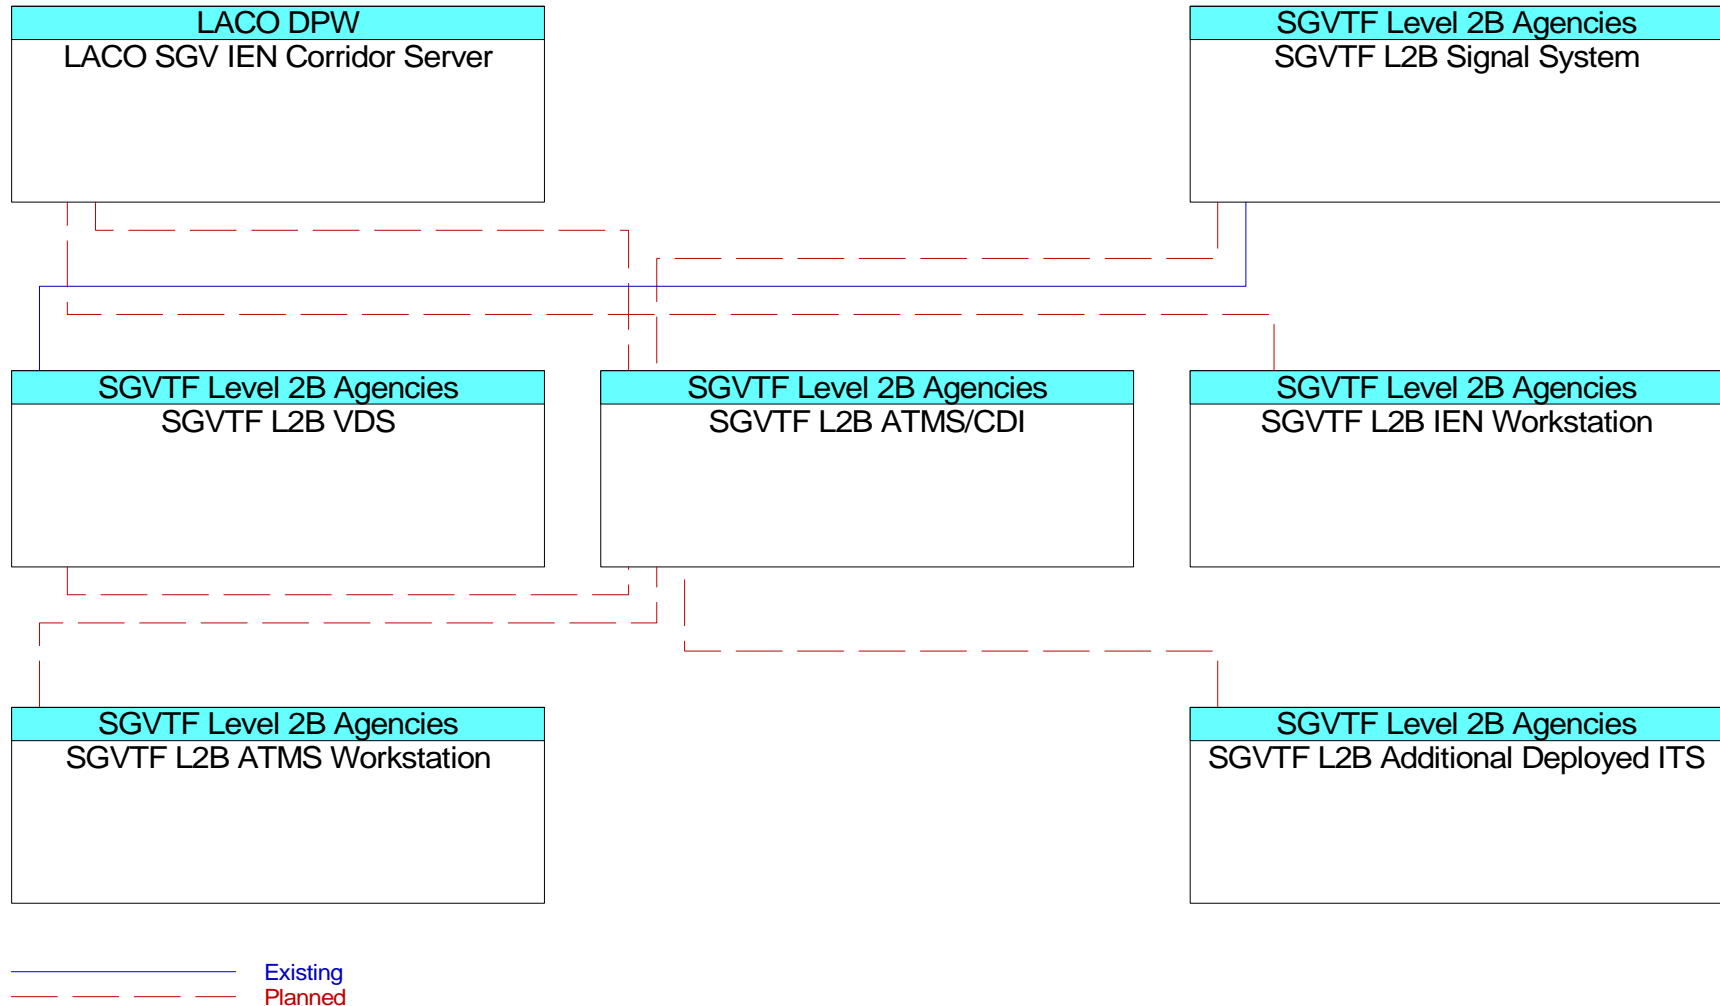 LACO DPW
LACO SGV IEN Corridor Server
SGVTF Level 2B Agencies
SGVTF L2B Signal System
SGVTF Level 2B Agencies
SGVTF L2B VDS
SGVTF Level 2B Agencies
SGVTF L2B ATMS/CDI
SGVTF Level 2B Agencies
SGVTF L2B IEN Workstation
SGVTF Level 2B Agencies
SGVTF L2B ATMS Workstation
SGVTF Level 2B Agencies
SGVTF L2B Additional Deployed ITS
Existing
Planned